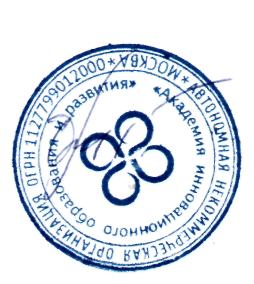 АВТОНОМНАЯ НЕКОММЕРЧЕСКАЯ ОРГАНИЗАЦИЯ ОГРН 1127799012000 * МОСКВА *
«Академия инновационного образования и развития»